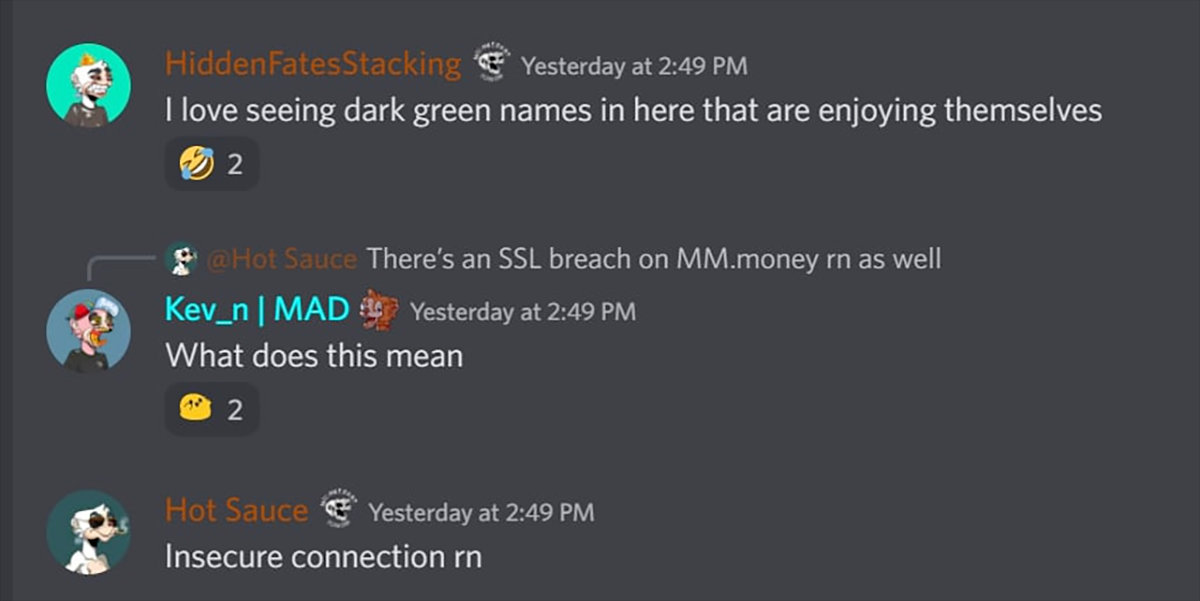 HiddenFatesStacking Yesterday at 2:49 PM
I love seeing dark green names in here that are enjoying themselves
2
@Hot Sauce There’s an SSL breach on MM.money rn as well
Kev_n | MAD Yesterday at 2:49 PM
What does this mean
2
Hot Sauce Yesterday at 2:49 PM
Insecure connection rn